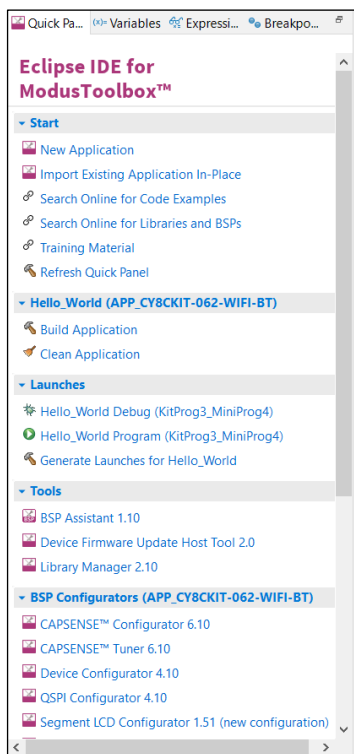 Quick Pa... (x)= Variables Expressi... Breakpo...
Eclipse IDE for
ModusToolbox™
Start
New Application
Import Existing Application In-Place
Search Online for Code Examples
Search Online for Libraries and BSPs
Training Material
Refresh Quick Panel
Hello_World (APP_CY8CKIT-062-WIFI-BT)
Build Application
Clean Application
Launches
Hello_World Debug (KitProg3_MiniProg4)
Hello_World Program (KitProg3_MiniProg4)
Generate Launches for Hello_World
Tools
BSP Assistant 1.10
Device Firmware Update Host Tool 2.0
Library Manager 2.10
BSP Configurators (APP_CY8CKIT-062-WIFI-BT)
CAPSENSE™ Configurator 6.10
CAPSENSE™ Tuner 6.10
Device Configurator 4.10
QSPI Configurator 4.10
Segment LCD Configurator 1.51 (new configuration)